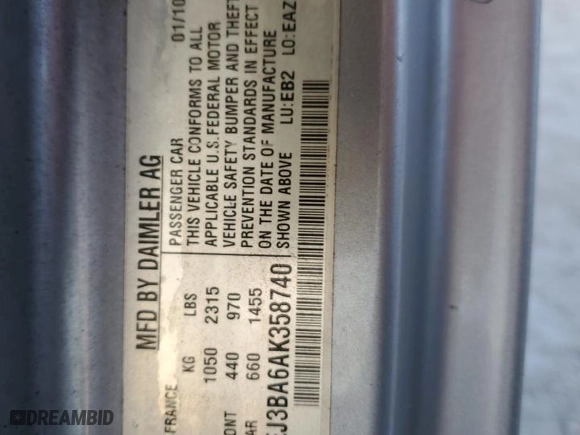 MFD BY DAIMLER AG
01/10
FRANCE
PASSENGER CAR
KG LBS
THIS VEHICLE CONFORMS TO ALL
1050 2315
APPLICABLE U.S. FEDERAL MOTOR
440 970
VEHICLE SAFETY BUMPER AND THEFT
660 1455
PREVENTION STANDARDS IN EFFECT
ON THE DATE OF MANUFACTURE
SHOWN ABOVE LU:EB2 LO:EAZ
J3BA6AK358740
DREAMBID